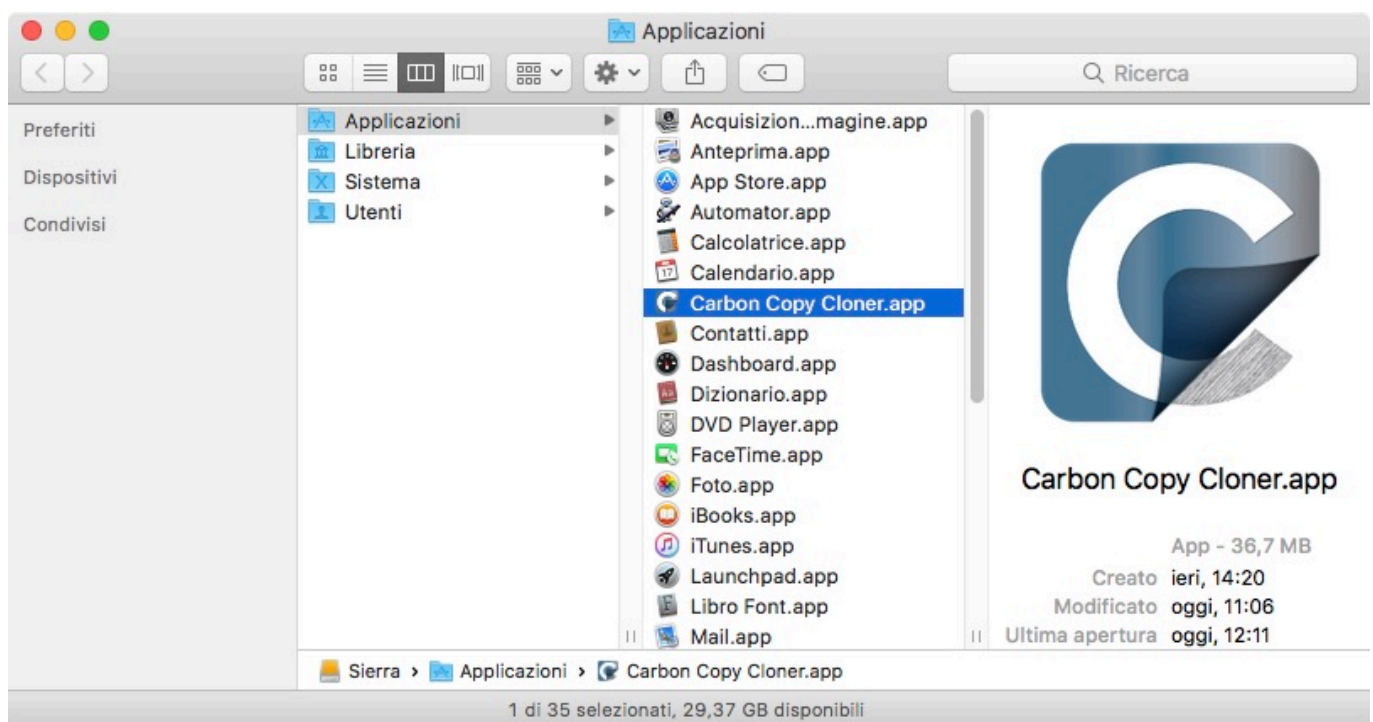 Applicazioni
Ricerca
Preferiti
Dispositivi
Condivisi
Applicazioni
Libreria
Sistema
Utenti
Acquisizion...magine.app
Anteprima.app
App Store.app
Automator.app
Calcolatrice.app
Calendario.app
Carbon Copy Cloner.app
Contatti.app
Dashboard.app
Dizionario.app
DVD Player.app
FaceTime.app
Foto.app
iBooks.app
iTunes.app
Launchpad.app
Libro Font.app
Mail.app
Carbon Copy Cloner.app
App - 36,7 MB
Creato ieri, 14:20
Modificato oggi, 11:06
Ultima apertura oggi, 12:11
Sierra › Applicazioni › Carbon Copy Cloner.app
1 di 35 selezionati, 29,37 GB disponibili